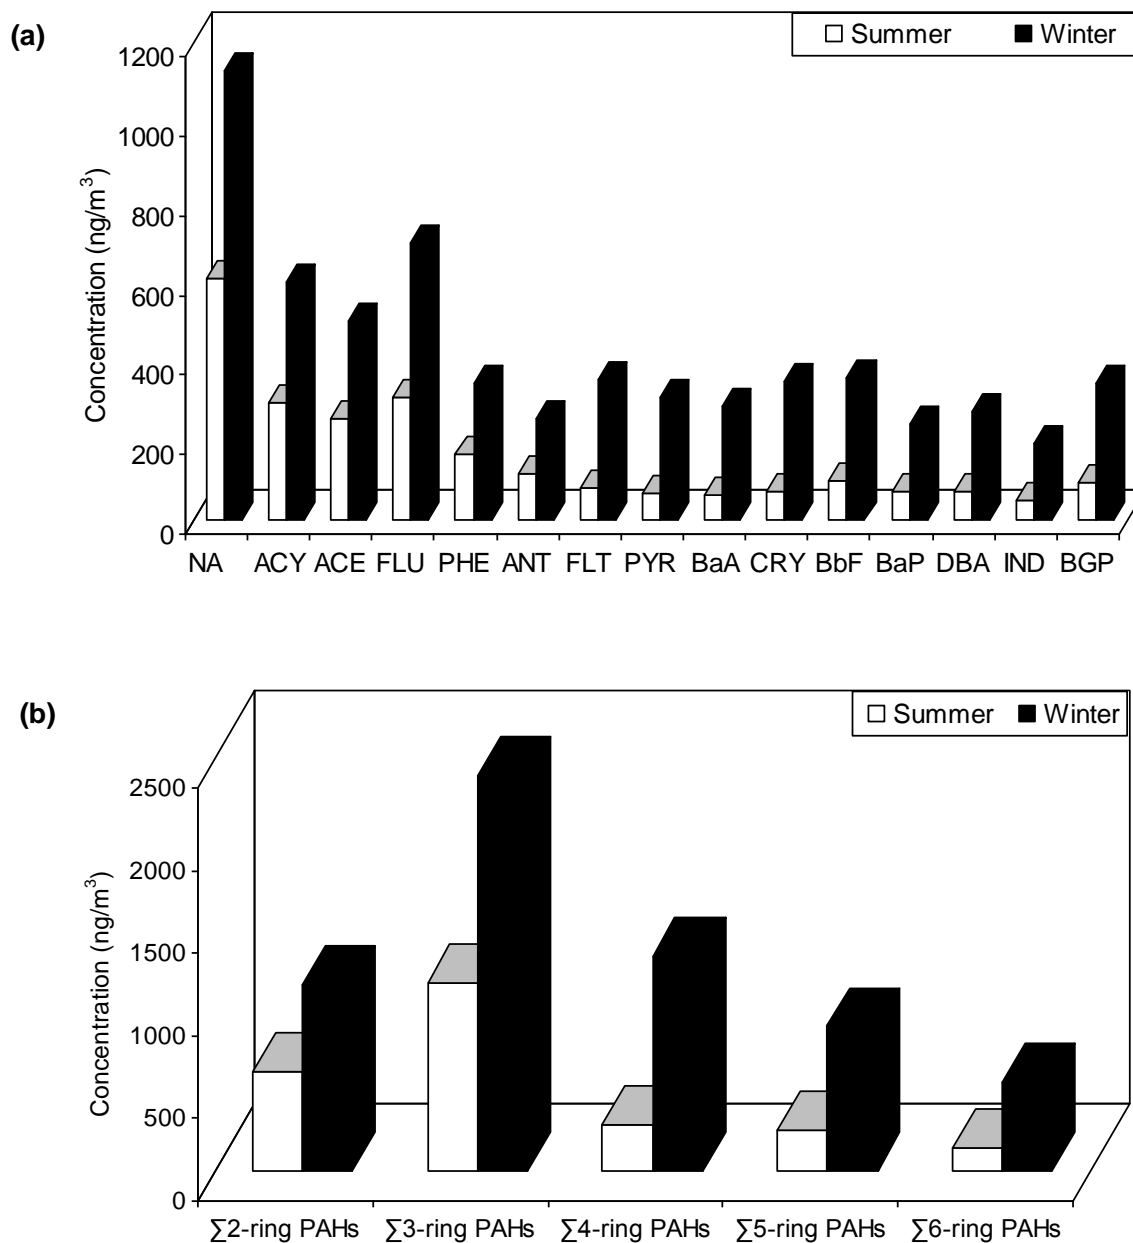 (a)
Summer Winter
1200
1000
800
600
400
200
0
Concentration (ng/m³)
NA ACY ACE FLU PHE ANT FLT PYR BaA CRY BbF BaP DBA IND BGP
(b)
Summer Winter
2500
2000
1500
1000
500
0
Concentration (ng/m³)
∑2-ring PAHs ∑3-ring PAHs ∑4-ring PAHs ∑5-ring PAHs ∑6-ring PAHs